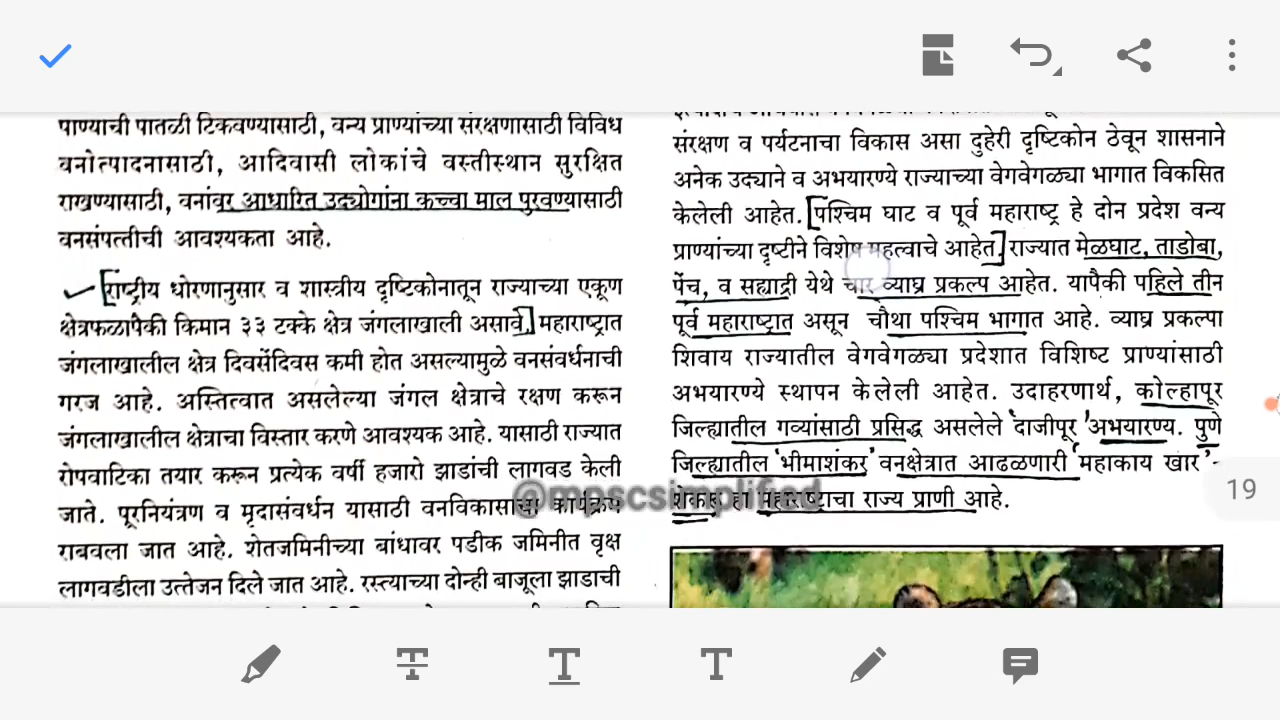 पाण्याची पातळी टिकवण्यासाठी, वन्य प्राण्यांच्या संरक्षणासाठी विविध
वनोत्पादनासाठी, आदिवासी लोकांचे वस्तीस्थान सुरक्षित
राखण्यासाठी, वनांवर आधारित उद्योगांना कच्चा माल पुरवण्यासाठी
वनसंपत्तीची आवश्यकता आहे.
[राष्ट्रीय धोरणानुसार व शास्त्रीय दृष्टिकोनातून राज्याच्या एकूण
क्षेत्रफळापैकी किमान ३३ टक्के क्षेत्र जंगलाखाली असावे.] महाराष्ट्रात
जंगलाखालील क्षेत्र दिवसेंदिवस कमी होत असल्यामुळे वनसंवर्धनाची
गरज आहे. अस्तित्वात असलेल्या जंगल क्षेत्राचे रक्षण करून
जंगलाखालील क्षेत्राचा विस्तार करणे आवश्यक आहे. यासाठी राज्यात
रोपवाटिका तयार करून प्रत्येक वर्षी हजारो झाडांची लागवड केली
जाते. पूरनियंत्रण व मृदासंवर्धन यासाठी वनविकासाचा कार्यक्रम
राबवला जात आहे. शेतजमिनीच्या बांधावर पडीक जमिनीत वृक्ष
लागवडीला उत्तेजन दिले जात आहे. रस्त्याच्या दोन्ही बाजूला झाडाची
संरक्षण व पर्यटनाचा विकास असा दुहेरी दृष्टिकोन ठेवून शासनाने
अनेक उद्याने व अभयारण्ये राज्याच्या वेगवेगळ्या भागात विकसित
केलेली आहेत. [पश्चिम घाट व पूर्व महाराष्ट्र हे दोन प्रदेश वन्य
प्राण्यांच्या दृष्टीने विशेष महत्वाचे आहेत.] राज्यात मेळघाट, ताडोबा,
पेंच, व सह्याद्री येथे चार व्याघ्र प्रकल्प आहेत. यापैकी पहिले तीन
पूर्व महाराष्ट्रात असून चौथा पश्चिम भागात आहे. व्याघ्र प्रकल्पा
शिवाय राज्यातील वेगवेगळ्या प्रदेशात विशिष्ट प्राण्यांसाठी
अभयारण्ये स्थापन केलेली आहेत. उदाहरणार्थ, कोल्हापूर
जिल्ह्यातील गव्यांसाठी प्रसिद्ध असलेले 'दाजीपूर' अभयारण्य. पुणे
जिल्ह्यातील 'भीमाशंकर' वनक्षेत्रात आढळणारी 'महाकाय खार'-
शेकरू हा महाराष्ट्राचा राज्य प्राणी आहे.
@mpscsimplified
19